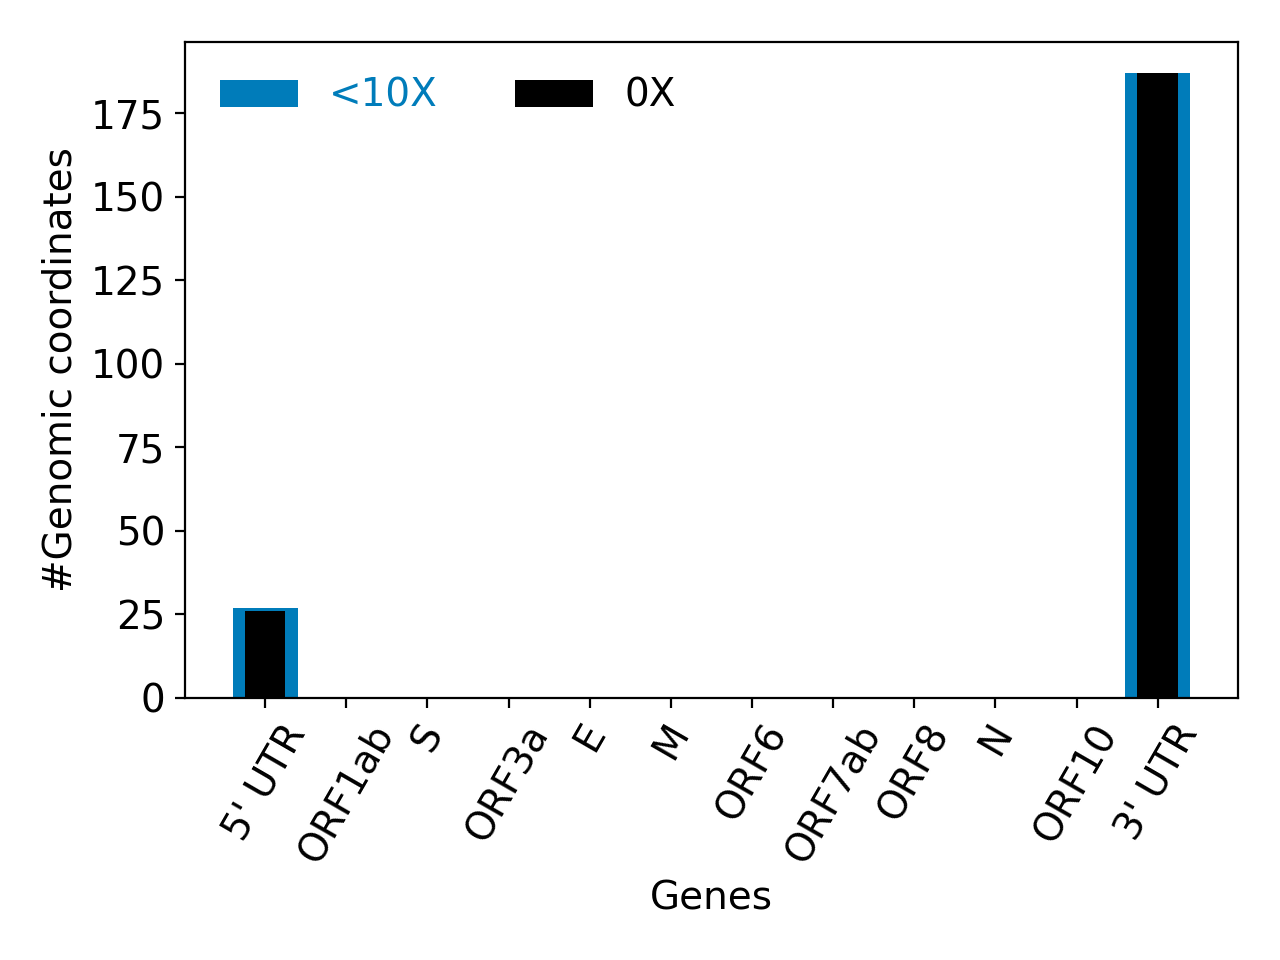 <10X 0X
175
150
125
100
75
50
25
0
#Genomic coordinates
5' UTR ORF1ab S ORF3a E M ORF6 ORF7ab ORF8 N ORF10 3' UTR
Genes